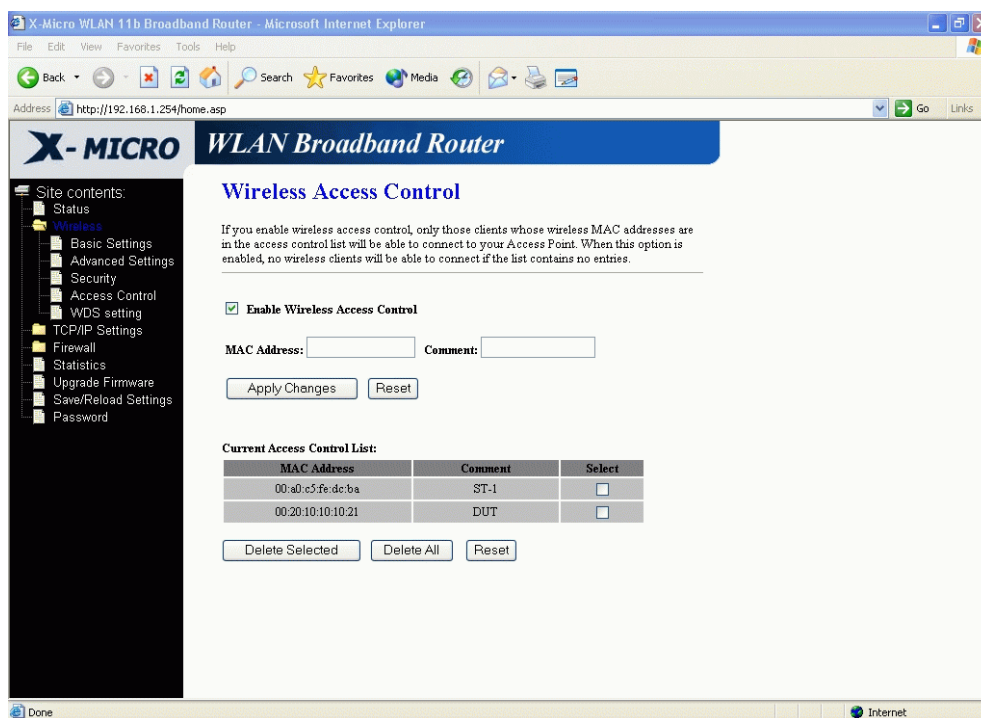 X-Micro WLAN 11b Broadband Router - Microsoft Internet Explorer
File Edit View Favorites Tools Help
Back Search Favorites Media
Address http://192.168.1.254/home.asp Go Links
X-MICRO WLAN Broadband Router
Site contents:
Status
Wireless
Basic Settings
Advanced Settings
Security
Access Control
WDS setting
TCP/IP Settings
Firewall
Statistics
Upgrade Firmware
Save/Reload Settings
Password
Wireless Access Control
If you enable wireless access control, only those clients whose wireless MAC addresses are
in the access control list will be able to connect to your Access Point. When this option is
enabled, no wireless clients will be able to connect if the list contains no entries.
Enable Wireless Access Control
MAC Address: Comment:
Apply Changes Reset
Current Access Control List:
MAC Address Comment Select
00:a0:c5:fe:dc:ba ST-1
00:20:10:10:10:21 DUT
Delete Selected Delete All Reset
Done Internet